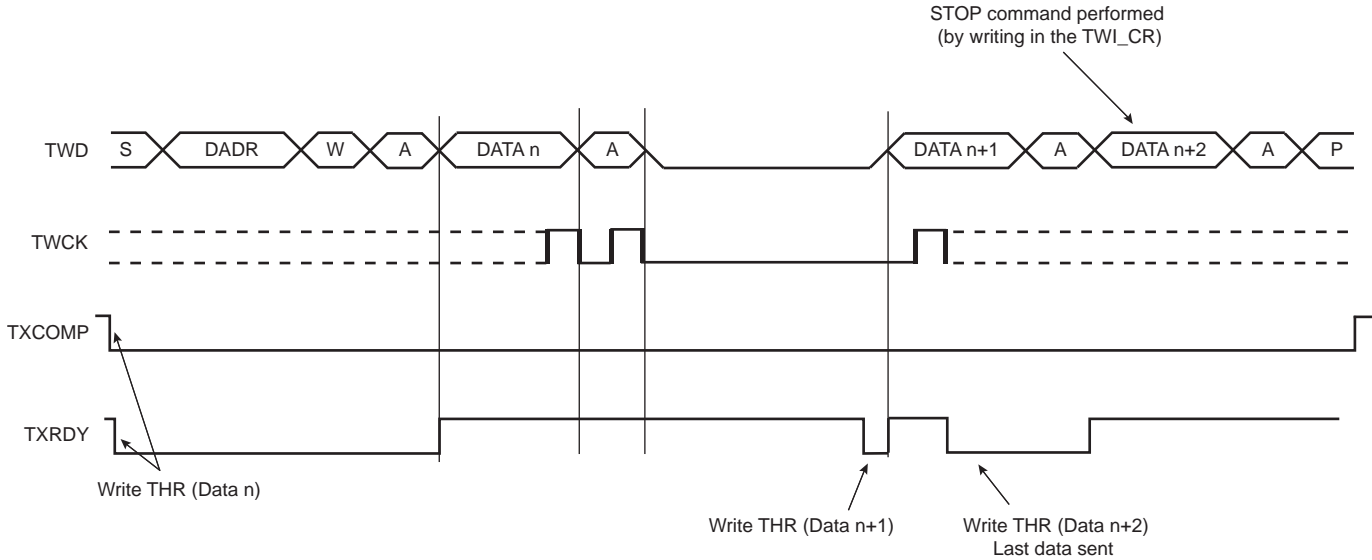 STOP command performed
(by writing in the TWI_CR)
TWD
S
DADR
W
A
DATA n
A
DATA n+1
A
DATA n+2
A
P
TWCK
TXCOMP
TXRDY
Write THR (Data n)
Write THR (Data n+1)
Write THR (Data n+2)
Last data sent